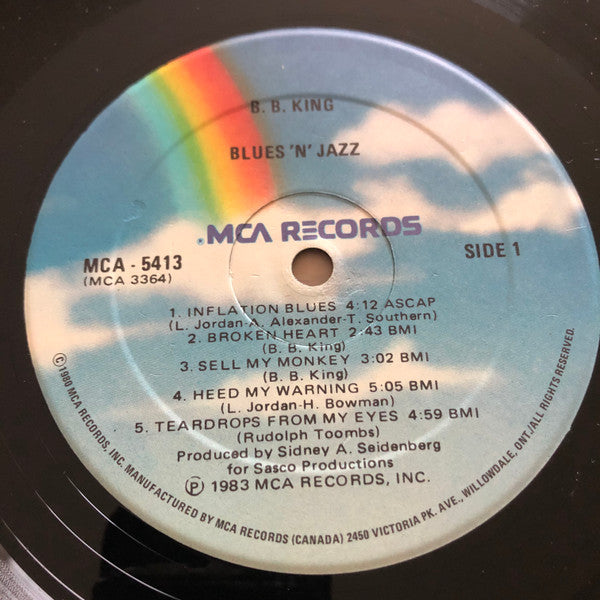 B. B. KING
BLUES 'N' JAZZ
MCA RECORDS
MCA - 5413
(MCA 3364)
SIDE 1
1. INFLATION BLUES 4:12 ASCAP
(L. Jordan-A. Alexander-T. Southern)
2. BROKEN HEART 2:43 BMI
(B. B. King)
3. SELL MY MONKEY 3:02 BMI
(B. B. King)
4. HEED MY WARNING 5:05 BMI
(L. Jordan-H. Bowman)
5. TEARDROPS FROM MY EYES 4:59 BMI
(Rudolph Toombs)
Produced by Sidney A. Seidenberg
for Sasco Productions
℗ 1983 MCA RECORDS, INC.
© 1980 MCA RECORDS, INC. MANUFACTURED BY MCA RECORDS (CANADA) 2450 VICTORIA PK. AVE., WILLOWDALE, ONT./ALL RIGHTS RESERVED.